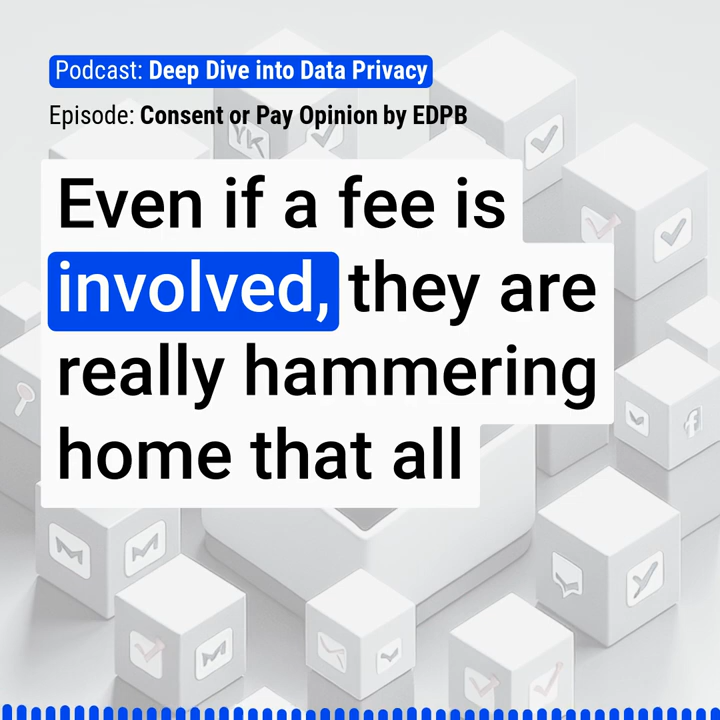 Podcast: Deep Dive into Data Privacy
Episode: Consent or Pay Opinion by EDPB
Even if a fee is
involved, they are
really hammering
home that all